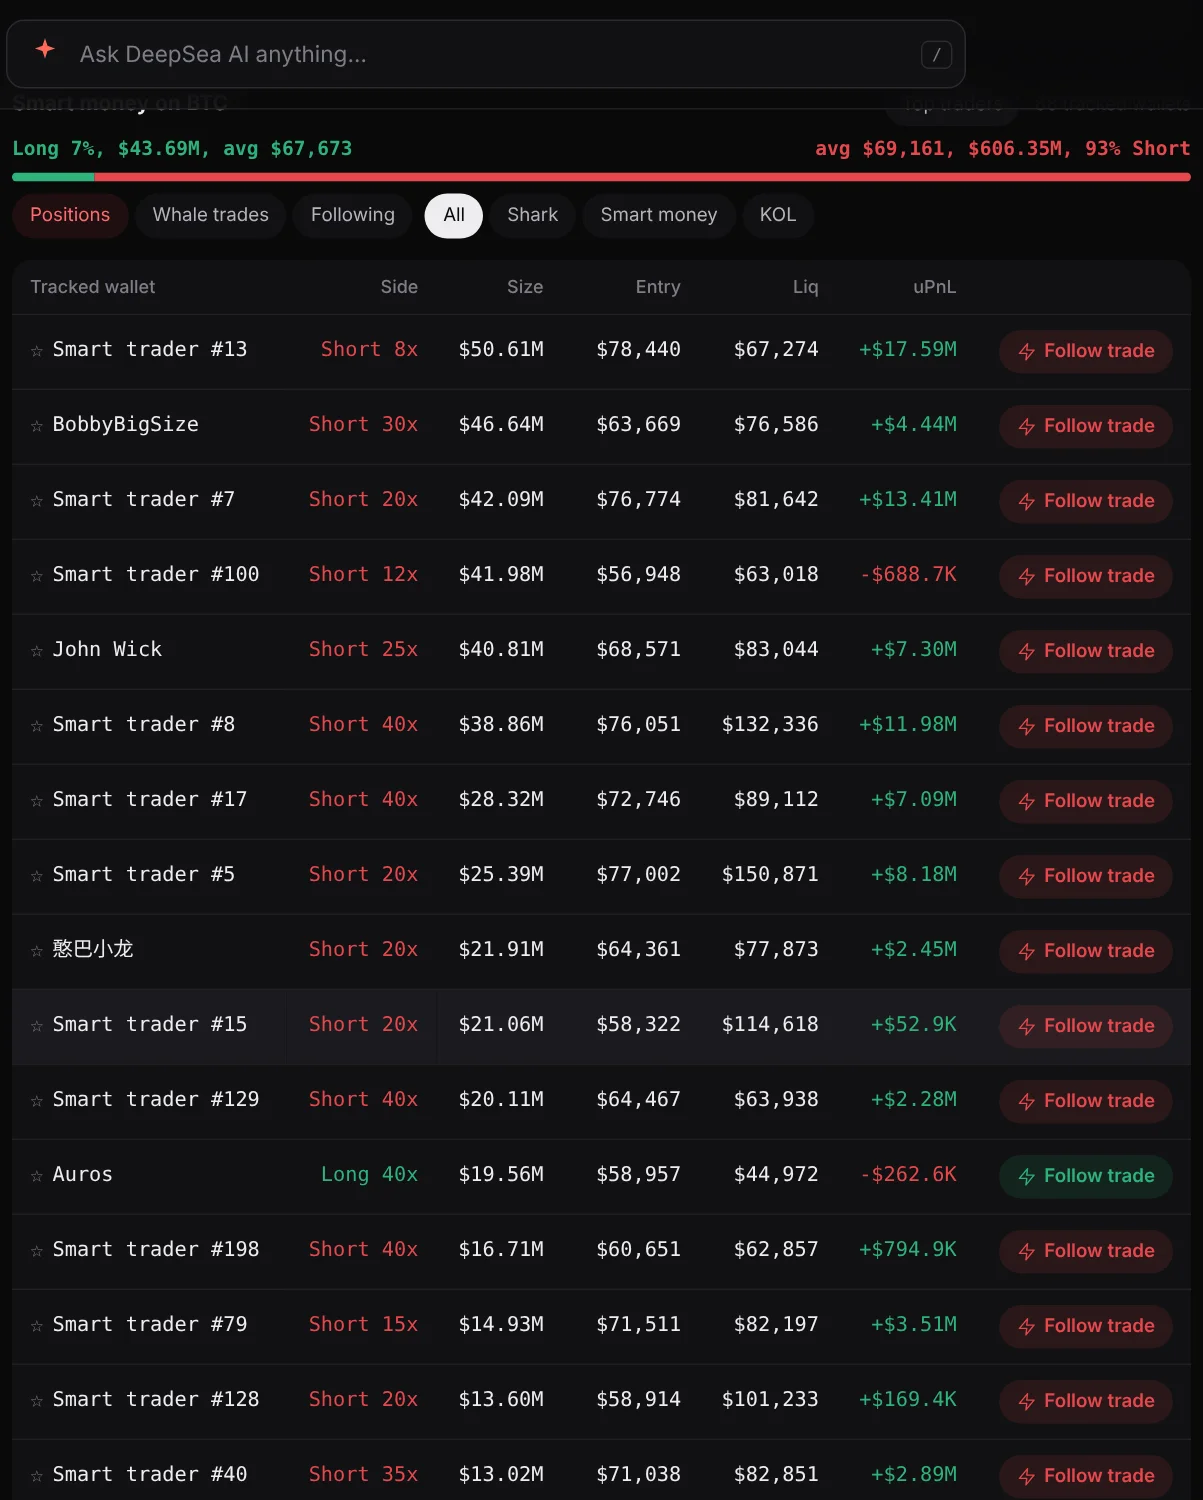 Ask DeepSea AI anything... /
Smart money on BTC Top traders
Long 7%, $43.69M, avg $67,673 avg $69,161, $606.35M, 93% Short
Positions Whale trades Following All Shark Smart money KOL
Tracked wallet Side Size Entry Liq uPnL
☆ Smart trader #13 Short 8x $50.61M $78,440 $67,274 +$17.59M Follow trade
☆ BobbyBigSize Short 30x $46.64M $63,669 $76,586 +$4.44M Follow trade
☆ Smart trader #7 Short 20x $42.09M $76,774 $81,642 +$13.41M Follow trade
☆ Smart trader #100 Short 12x $41.98M $56,948 $63,018 -$688.7K Follow trade
☆ John Wick Short 25x $40.81M $68,571 $83,044 +$7.30M Follow trade
☆ Smart trader #8 Short 40x $38.86M $76,051 $132,336 +$11.98M Follow trade
☆ Smart trader #17 Short 40x $28.32M $72,746 $89,112 +$7.09M Follow trade
☆ Smart trader #5 Short 20x $25.39M $77,002 $150,871 +$8.18M Follow trade
☆ 憨巴小龙 Short 20x $21.91M $64,361 $77,873 +$2.45M Follow trade
☆ Smart trader #15 Short 20x $21.06M $58,322 $114,618 +$52.9K Follow trade
☆ Smart trader #129 Short 40x $20.11M $64,467 $63,938 +$2.28M Follow trade
☆ Auros Long 40x $19.56M $58,957 $44,972 -$262.6K Follow trade
☆ Smart trader #198 Short 40x $16.71M $60,651 $62,857 +$794.9K Follow trade
☆ Smart trader #79 Short 15x $14.93M $71,511 $82,197 +$3.51M Follow trade
☆ Smart trader #128 Short 20x $13.60M $58,914 $101,233 +$169.4K Follow trade
☆ Smart trader #40 Short 35x $13.02M $71,038 $82,851 +$2.89M Follow trade